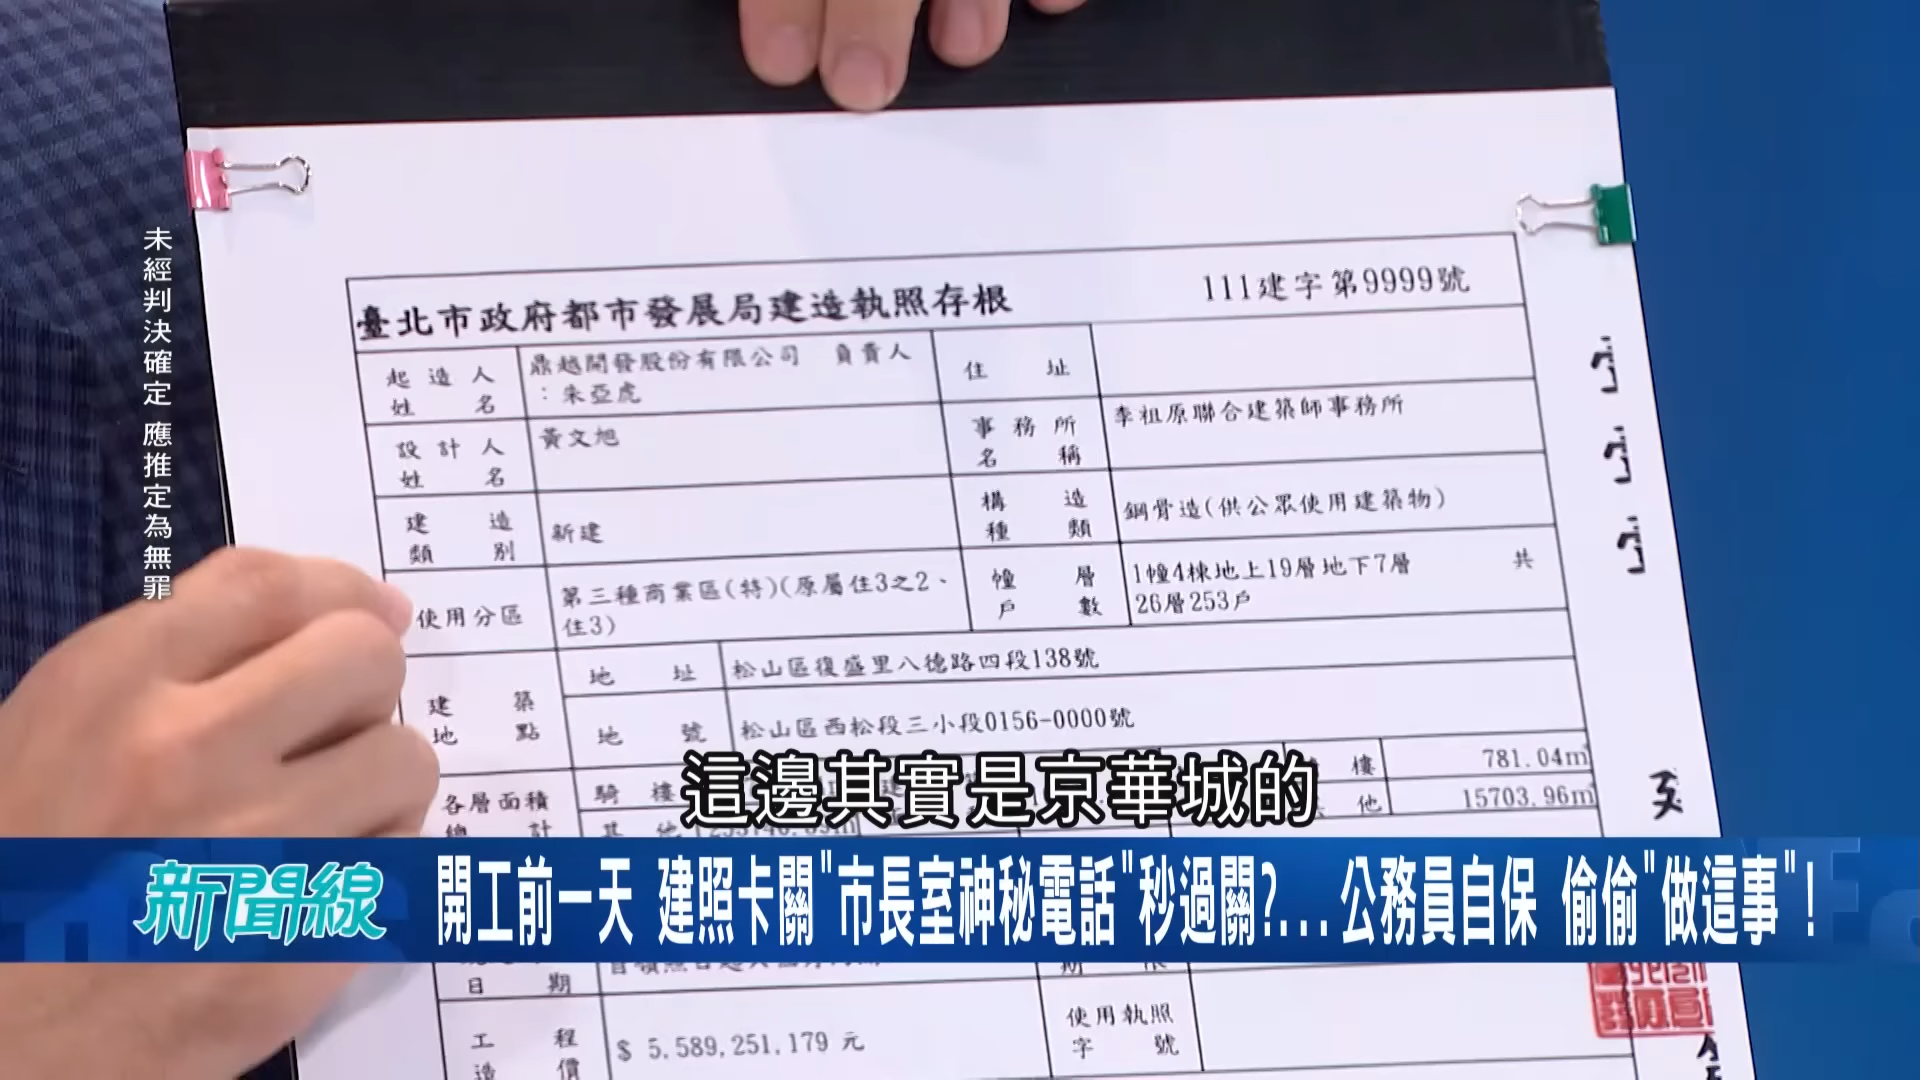 未經判決確定 應推定為無罪
臺北市政府都市發展局建造執照存根
111建字第9999號
起造人姓名
鼎越開發股份有限公司 負責人
：朱亞虎
住址
設計人姓名
黃文旭
事務所名稱
李祖原聯合建築師事務所
建造類別
新建
構造種類
鋼骨造(供公眾使用建築物)
使用分區
第三種商業區(特)(原屬住3之2、
住3)
幢層戶數
1幢4棟地上19層地下7層 共
26層253戶
建築地點
地址
松山區復盛里八德路四段138號
地號
松山區西松段三小段0156-0000號
各層面積
總計
騎樓
樓
781.04㎡
其他
其他
15703.96㎡
這邊其實是京華城的
新聞線
開工前一天 建照卡關"市長室神秘電話"秒過關?...公務員自保 偷偷"做這事"!
日期
期限
工程造價
$ 5,589,251,179 元
使用執照
字號